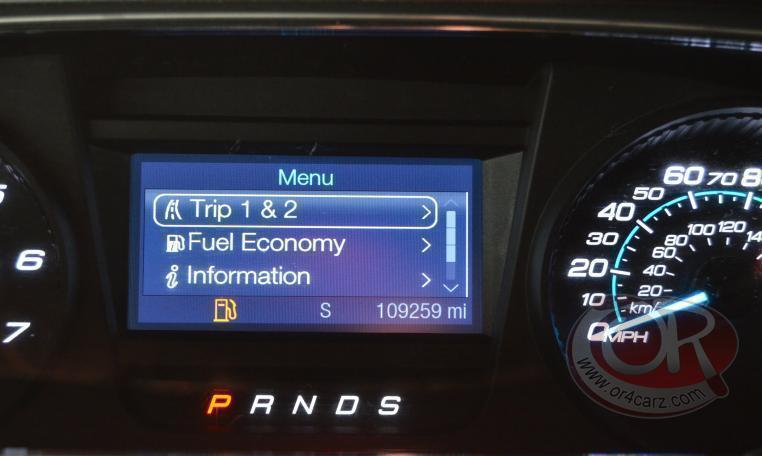 Menu
Trip 1 & 2
Fuel Economy
Information
S 109259 mi
P R N D S
6
7
0 10 20 30 40 50 60 70
20 40 60 80 100 120
km/
MPH
OR
www.or4carz.com